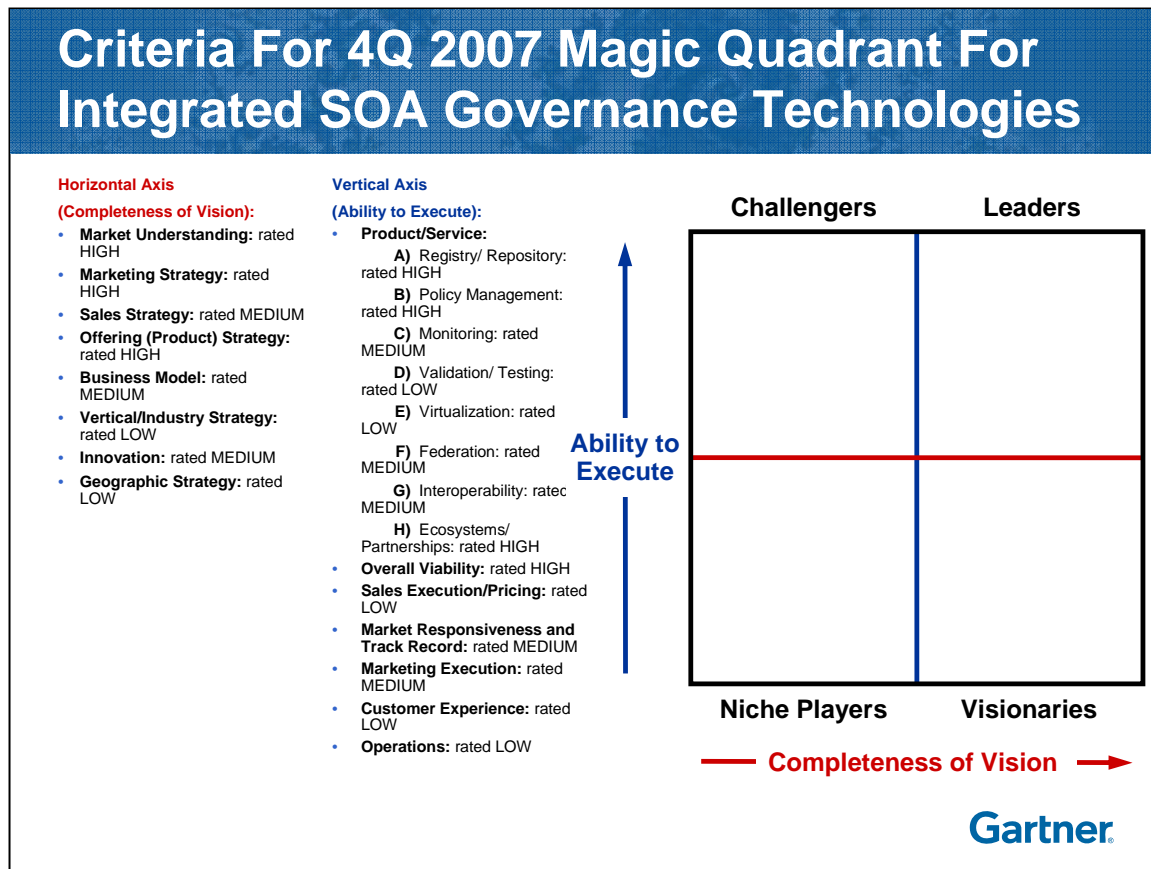 Criteria For 4Q 2007 Magic Quadrant For
Integrated SOA Governance Technologies
Horizontal Axis
(Completeness of Vision):
• Market Understanding: rated
HIGH
• Marketing Strategy: rated
HIGH
• Sales Strategy: rated MEDIUM
• Offering (Product) Strategy:
rated HIGH
• Business Model: rated
MEDIUM
• Vertical/Industry Strategy:
rated LOW
• Innovation: rated MEDIUM
• Geographic Strategy: rated
LOW
Vertical Axis
(Ability to Execute):
• Product/Service:
A) Registry/ Repository:
rated HIGH
B) Policy Management:
rated HIGH
C) Monitoring: rated
MEDIUM
D) Validation/ Testing:
rated LOW
E) Virtualization: rated
LOW
F) Federation: rated
MEDIUM
G) Interoperability: rated
MEDIUM
H) Ecosystems/
Partnerships: rated HIGH
• Overall Viability: rated HIGH
• Sales Execution/Pricing: rated
LOW
• Market Responsiveness and
Track Record: rated MEDIUM
• Marketing Execution: rated
MEDIUM
• Customer Experience: rated
LOW
• Operations: rated LOW
Challengers
Leaders
Ability to
Execute
Niche Players
Visionaries
Completeness of Vision
Gartner®